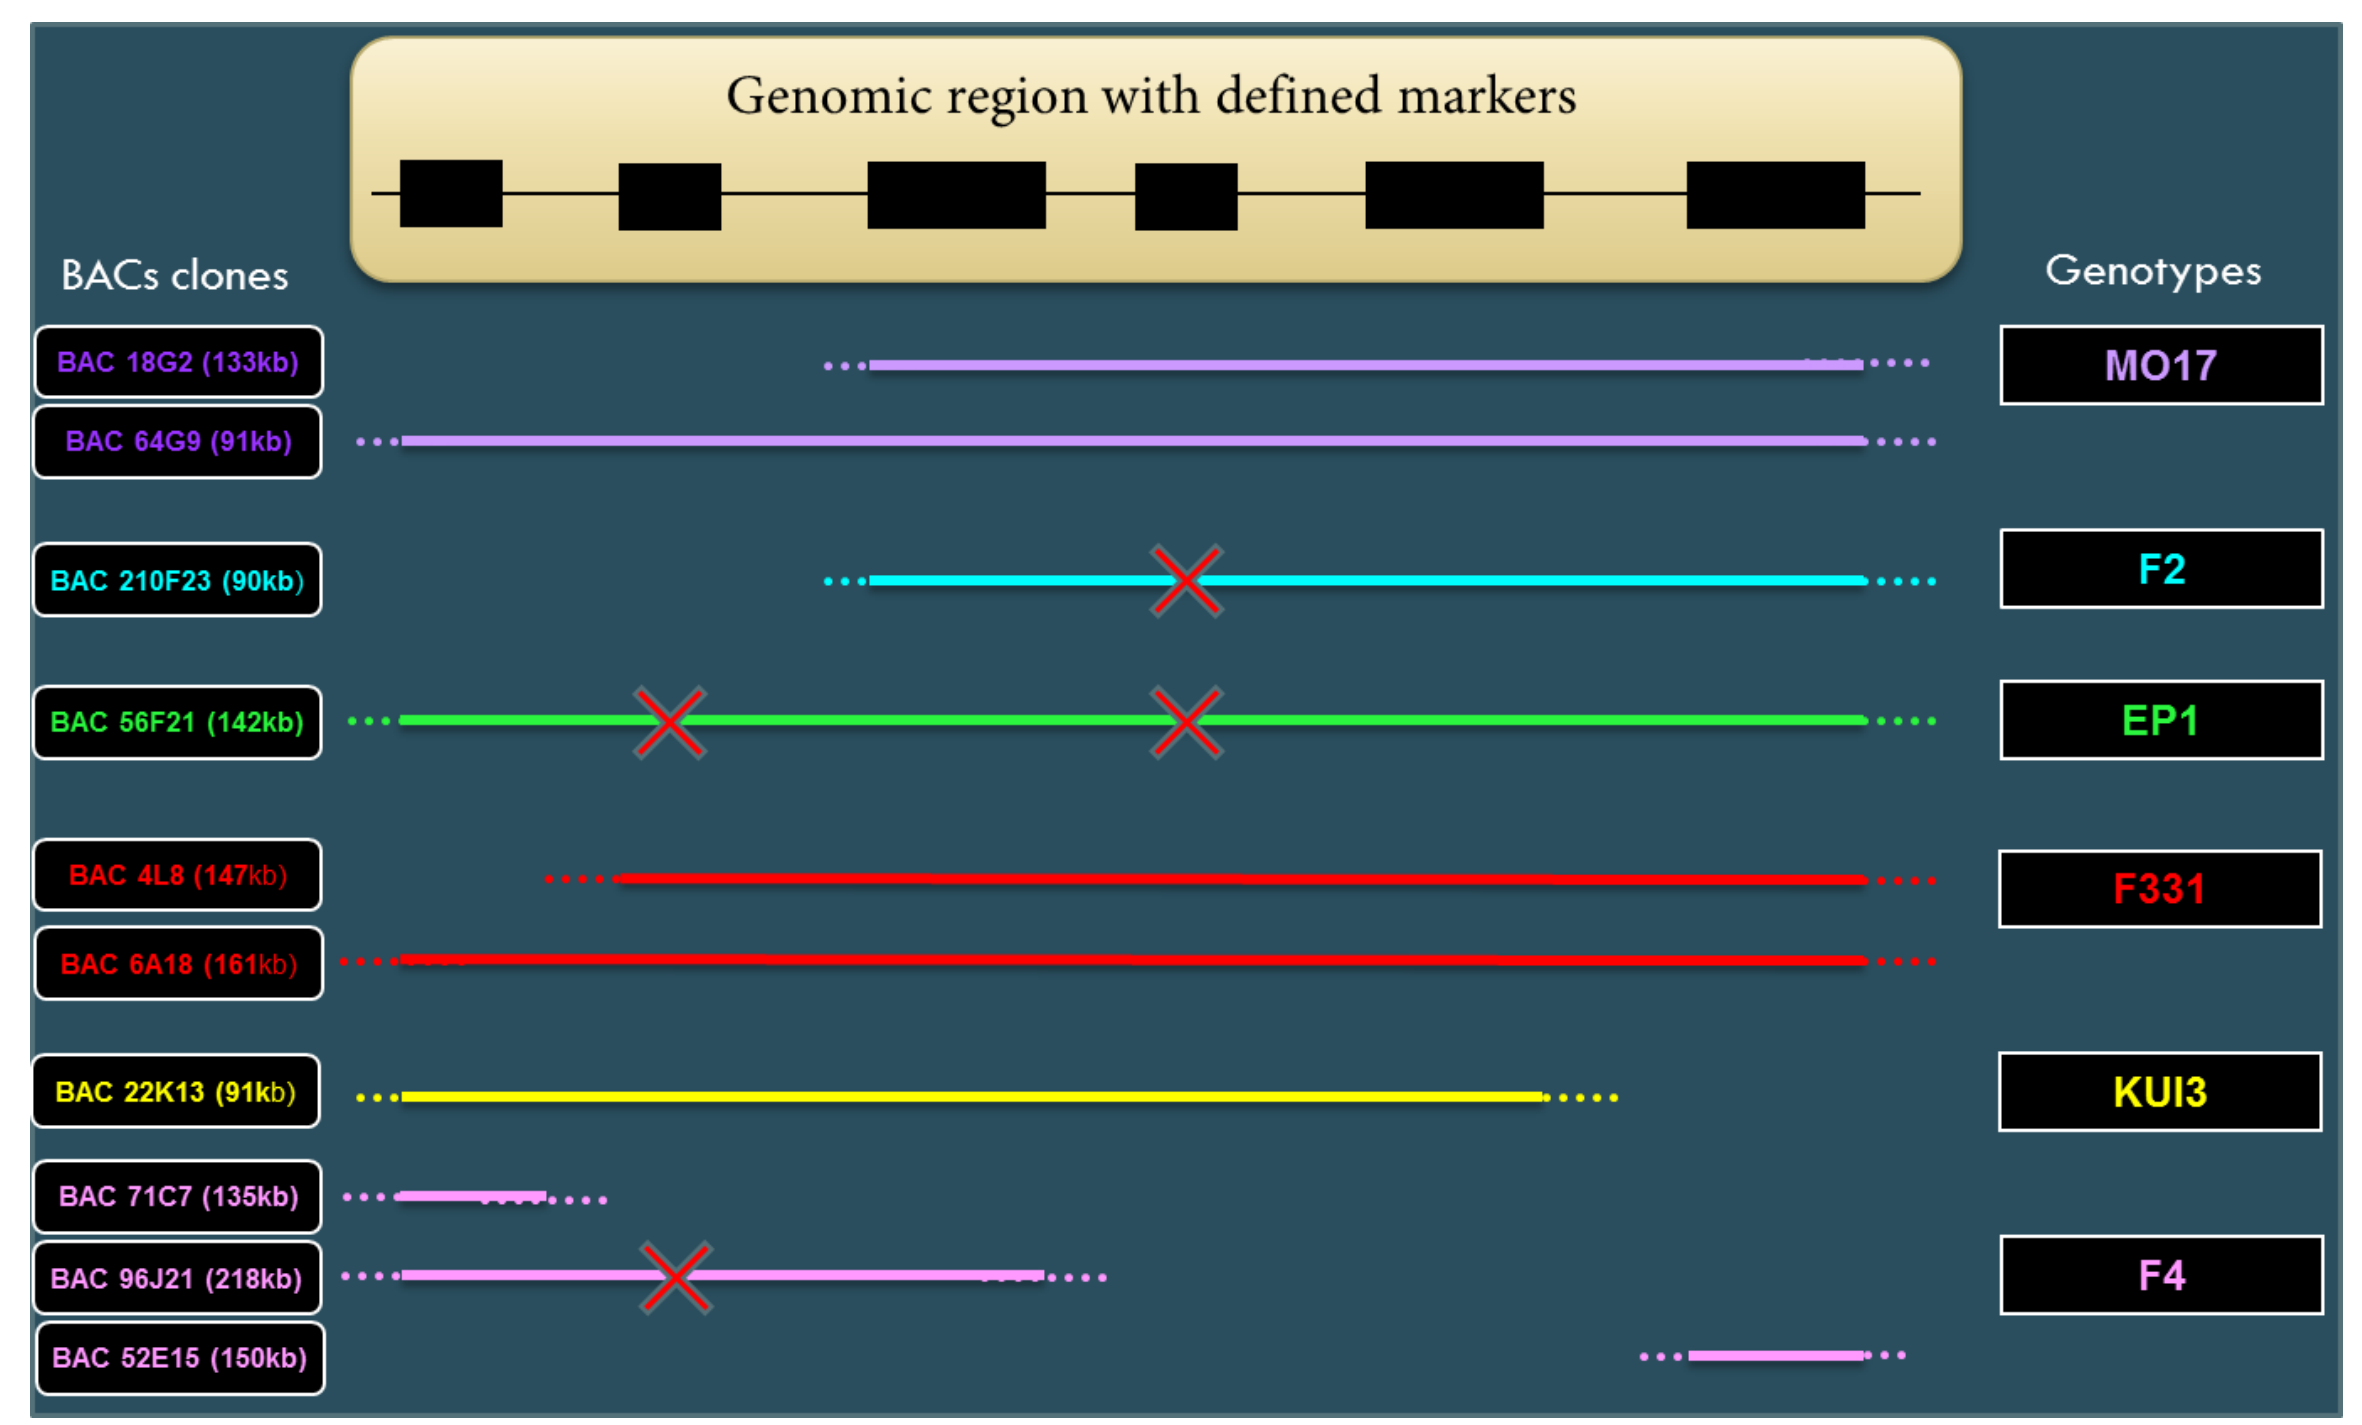 Genomic region with defined markers
BACs clones
Genotypes
BAC 18G2 (133kb)
MO17
BAC 64G9 (91kb)
BAC 210F23 (90kb)
F2
BAC 56F21 (142kb)
EP1
BAC 4L8 (147kb)
F331
BAC 6A18 (161kb)
BAC 22K13 (91kb)
KUI3
BAC 71C7 (135kb)
BAC 96J21 (218kb)
F4
BAC 52E15 (150kb)